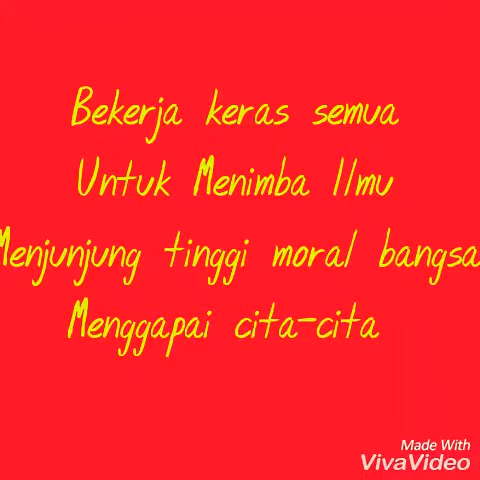 Bekerja keras semua
Untuk Menimba Ilmu
Menjunjung tinggi moral bangsa
Menggapai cita-cita
Made With
VivaVideo